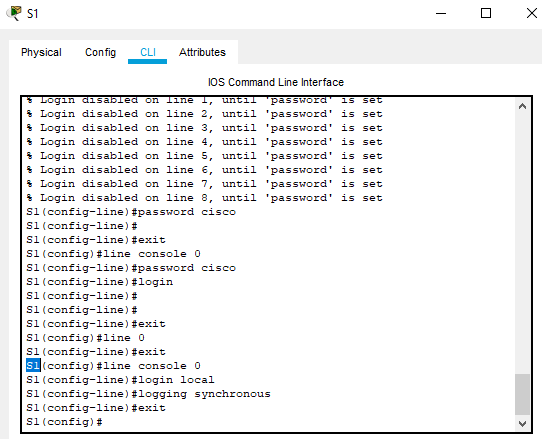 S1
Physical Config CLI Attributes
IOS Command Line Interface
% Login disabled on line 1, until 'password' is set
% Login disabled on line 2, until 'password' is set
% Login disabled on line 3, until 'password' is set
% Login disabled on line 4, until 'password' is set
% Login disabled on line 5, until 'password' is set
% Login disabled on line 6, until 'password' is set
% Login disabled on line 7, until 'password' is set
% Login disabled on line 8, until 'password' is set
S1(config-line)#password cisco
S1(config-line)#
S1(config-line)#exit
S1(config)#line console 0
S1(config-line)#password cisco
S1(config-line)#login
S1(config-line)#
S1(config-line)#
S1(config-line)#exit
S1(config)#line 0
S1(config-line)#exit
S1(config)#line console 0
S1(config-line)#login local
S1(config-line)#logging synchronous
S1(config-line)#exit
S1(config)#